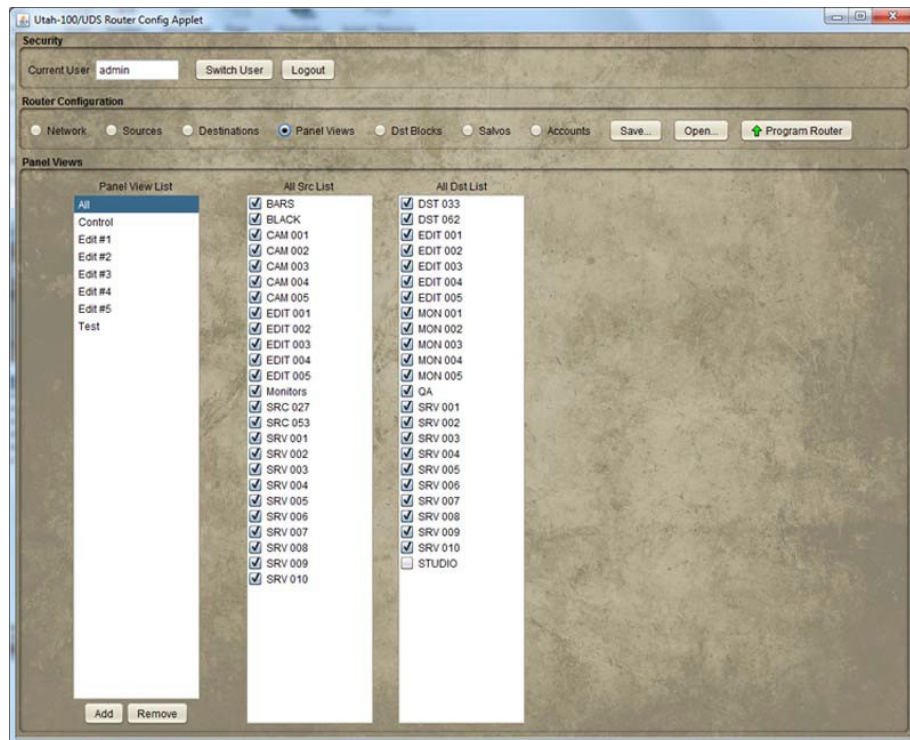 Utah-100/UDS Router Config Applet
Security
Current User admin Switch User Logout
Router Configuration
Network Sources Destinations Panel Views Dst Blocks Salvos Accounts Save... Open... Program Router
Panel Views
Panel View List
All
Control
Edit #1
Edit #2
Edit #3
Edit #4
Edit #5
Test
Add Remove
All Src List
BARS
BLACK
CAM 001
CAM 002
CAM 003
CAM 004
CAM 005
EDIT 001
EDIT 002
EDIT 003
EDIT 004
EDIT 005
Monitors
SRC 027
SRC 053
SRV 001
SRV 002
SRV 003
SRV 004
SRV 005
SRV 006
SRV 007
SRV 008
SRV 009
SRV 010
All Dst List
DST 033
DST 062
EDIT 001
EDIT 002
EDIT 003
EDIT 004
EDIT 005
MON 001
MON 002
MON 003
MON 004
MON 005
QA
SRV 001
SRV 002
SRV 003
SRV 004
SRV 005
SRV 006
SRV 007
SRV 008
SRV 009
SRV 010
STUDIO